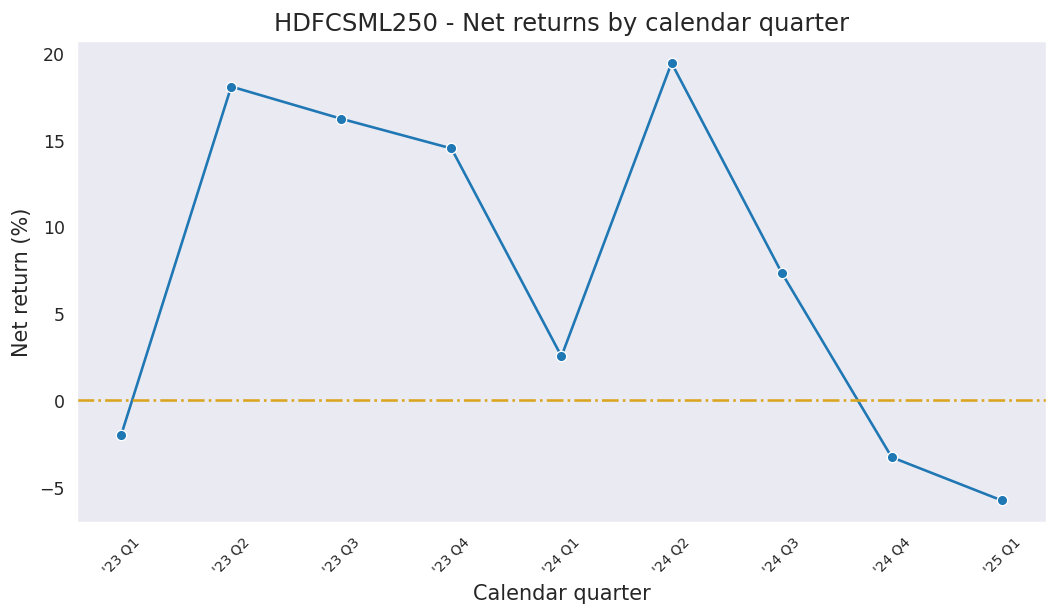 HDFCSML250 - Net returns by calendar quarter
20
15
10
5
0
−5
Net return (%)
'23 Q1
'23 Q2
'23 Q3
'23 Q4
'24 Q1
'24 Q2
'24 Q3
'24 Q4
'25 Q1
Calendar quarter